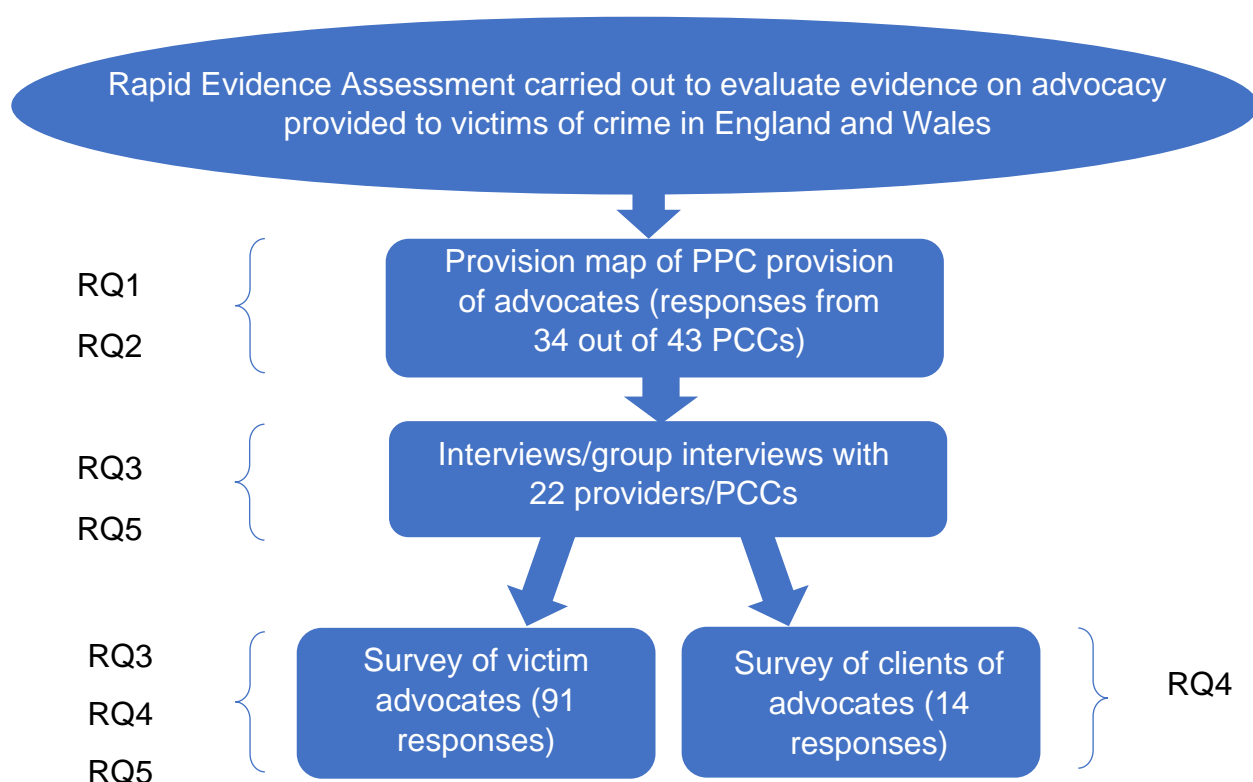 Rapid Evidence Assessment carried out to evaluate evidence on advocacy
provided to victims of crime in England and Wales
RQ1
RQ2
Provision map of PPC provision
of advocates (responses from
34 out of 43 PCCs)
RQ3
RQ5
Interviews/group interviews with
22 providers/PCCs
RQ3
RQ4
RQ5
Survey of victim
advocates (91
responses)
Survey of clients of
advocates (14
responses)
RQ4